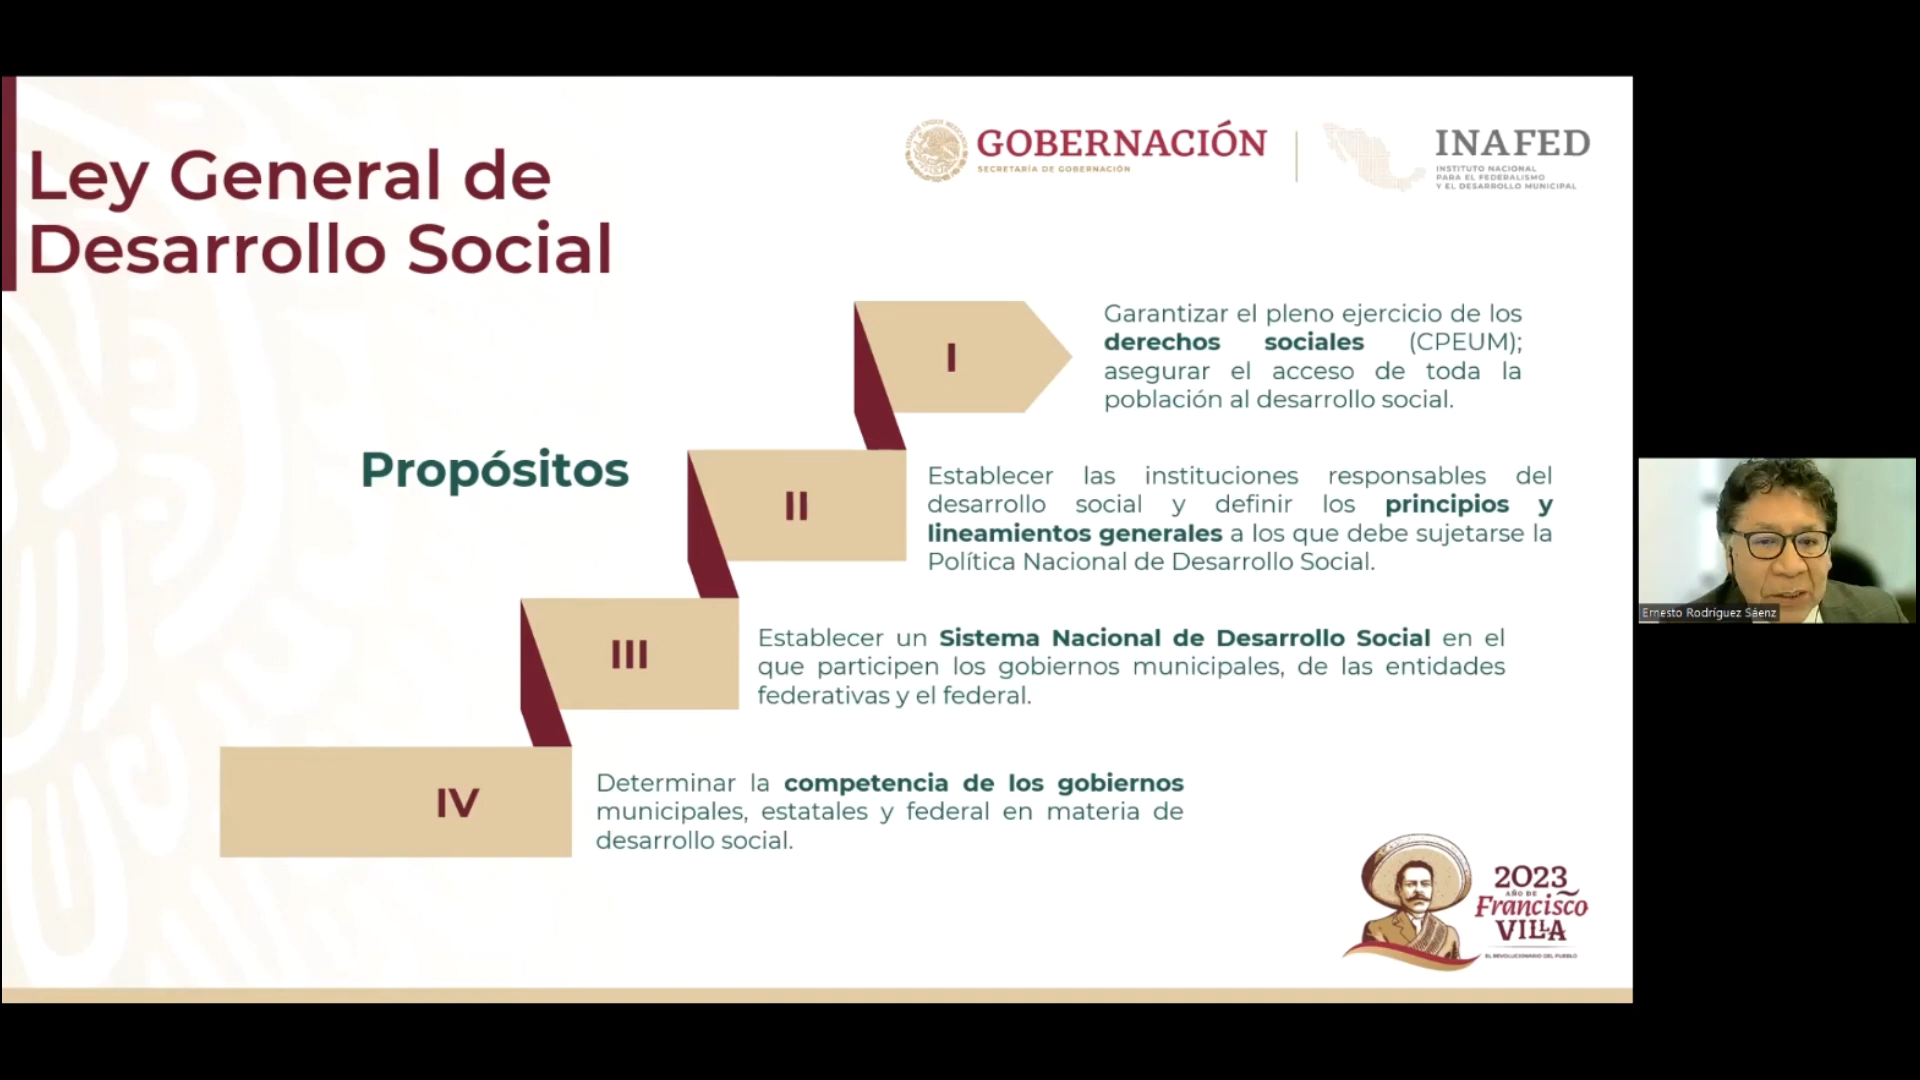 Ley General de
Desarrollo Social
GOBERNACIÓN
SECRETARÍA DE GOBERNACIÓN
INAFED
INSTITUTO NACIONAL
PARA EL FEDERALISMO
Y EL DESARROLLO MUNICIPAL
Propósitos
I
Garantizar el pleno ejercicio de los
derechos sociales (CPEUM);
asegurar el acceso de toda la
población al desarrollo social.
II
Establecer las instituciones responsables del
desarrollo social y definir los principios y
lineamientos generales a los que debe sujetarse la
Política Nacional de Desarrollo Social.
III
Establecer un Sistema Nacional de Desarrollo Social en el
que participen los gobiernos municipales, de las entidades
federativas y el federal.
IV
Determinar la competencia de los gobiernos
municipales, estatales y federal en materia de
desarrollo social.
2023
AÑO DE
Francisco
VILLA
EL REVOLUCIONARIO DEL PUEBLO
Ernesto Rodríguez Sáenz